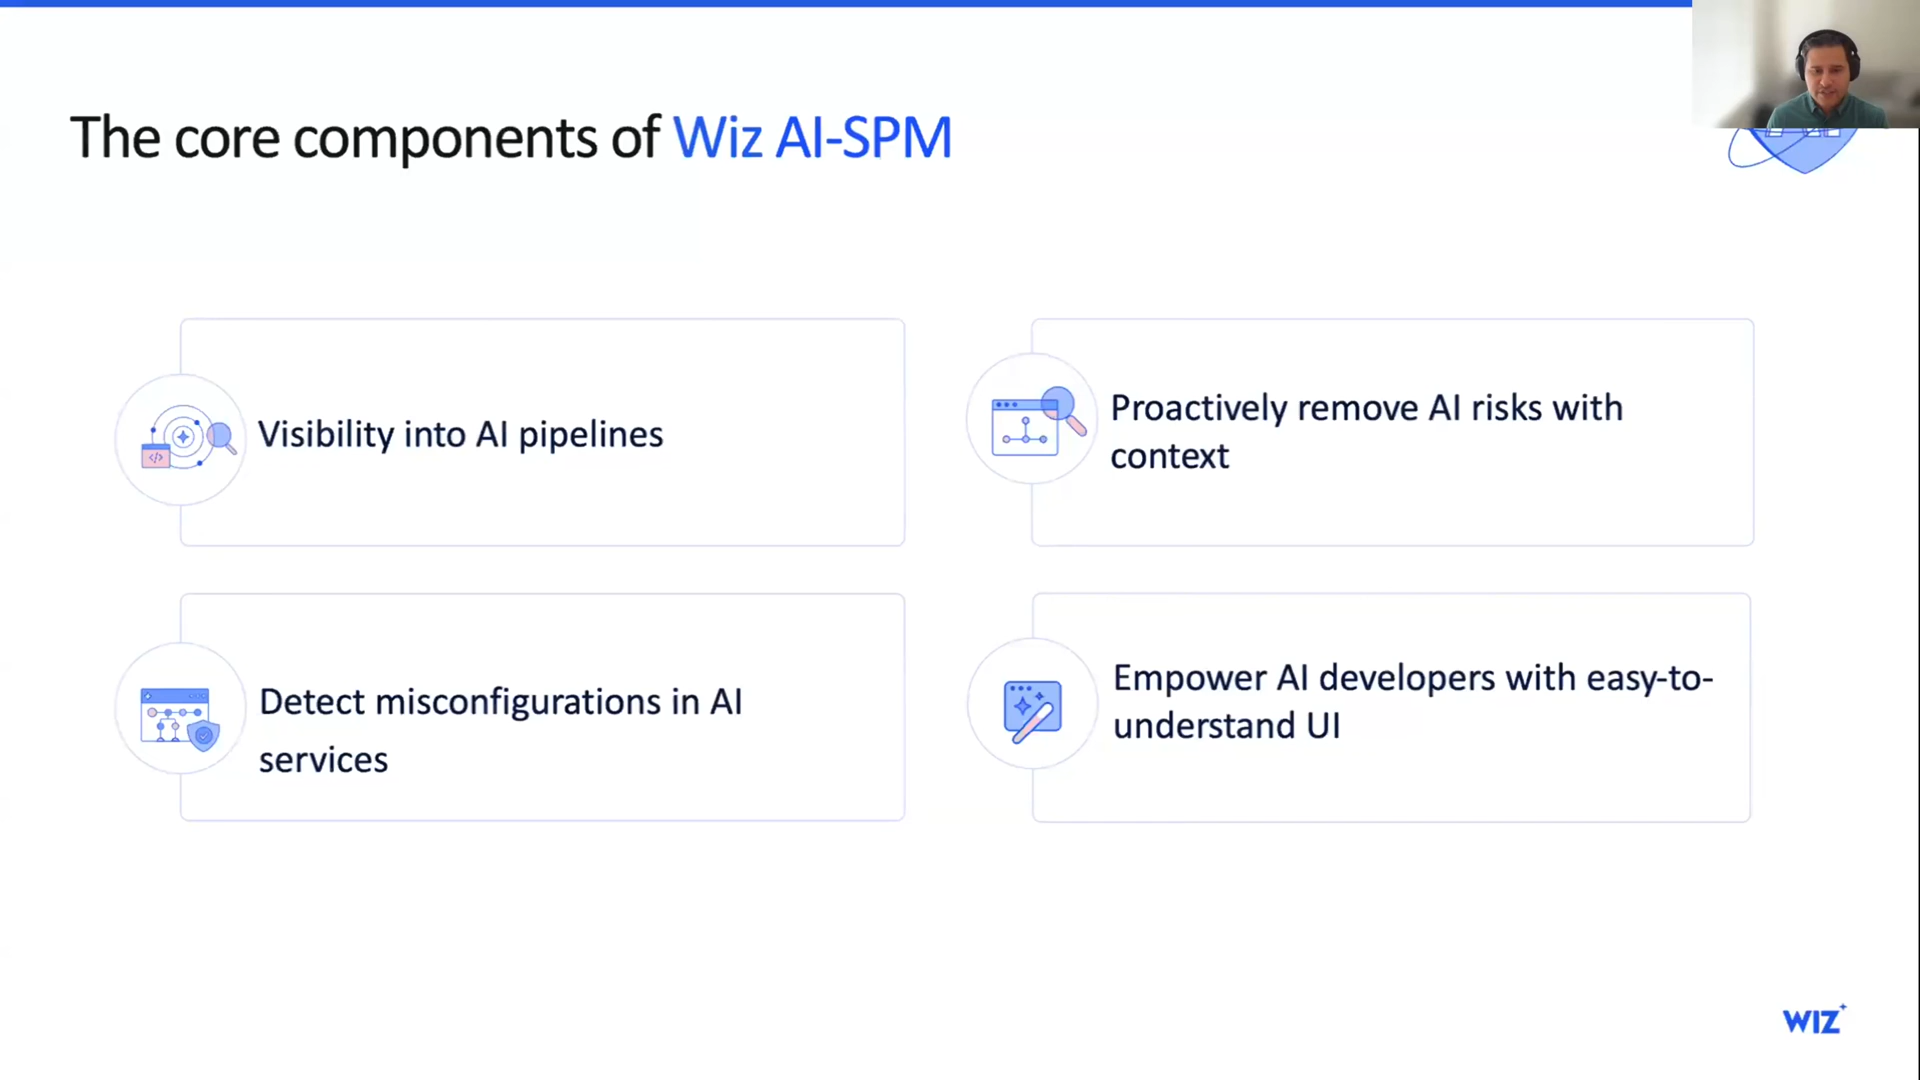 The core components of Wiz AI-SPM
Visibility into AI pipelines
Proactively remove AI risks with
context
Detect misconfigurations in AI
services
Empower AI developers with easy-to-
understand UI
WIZ